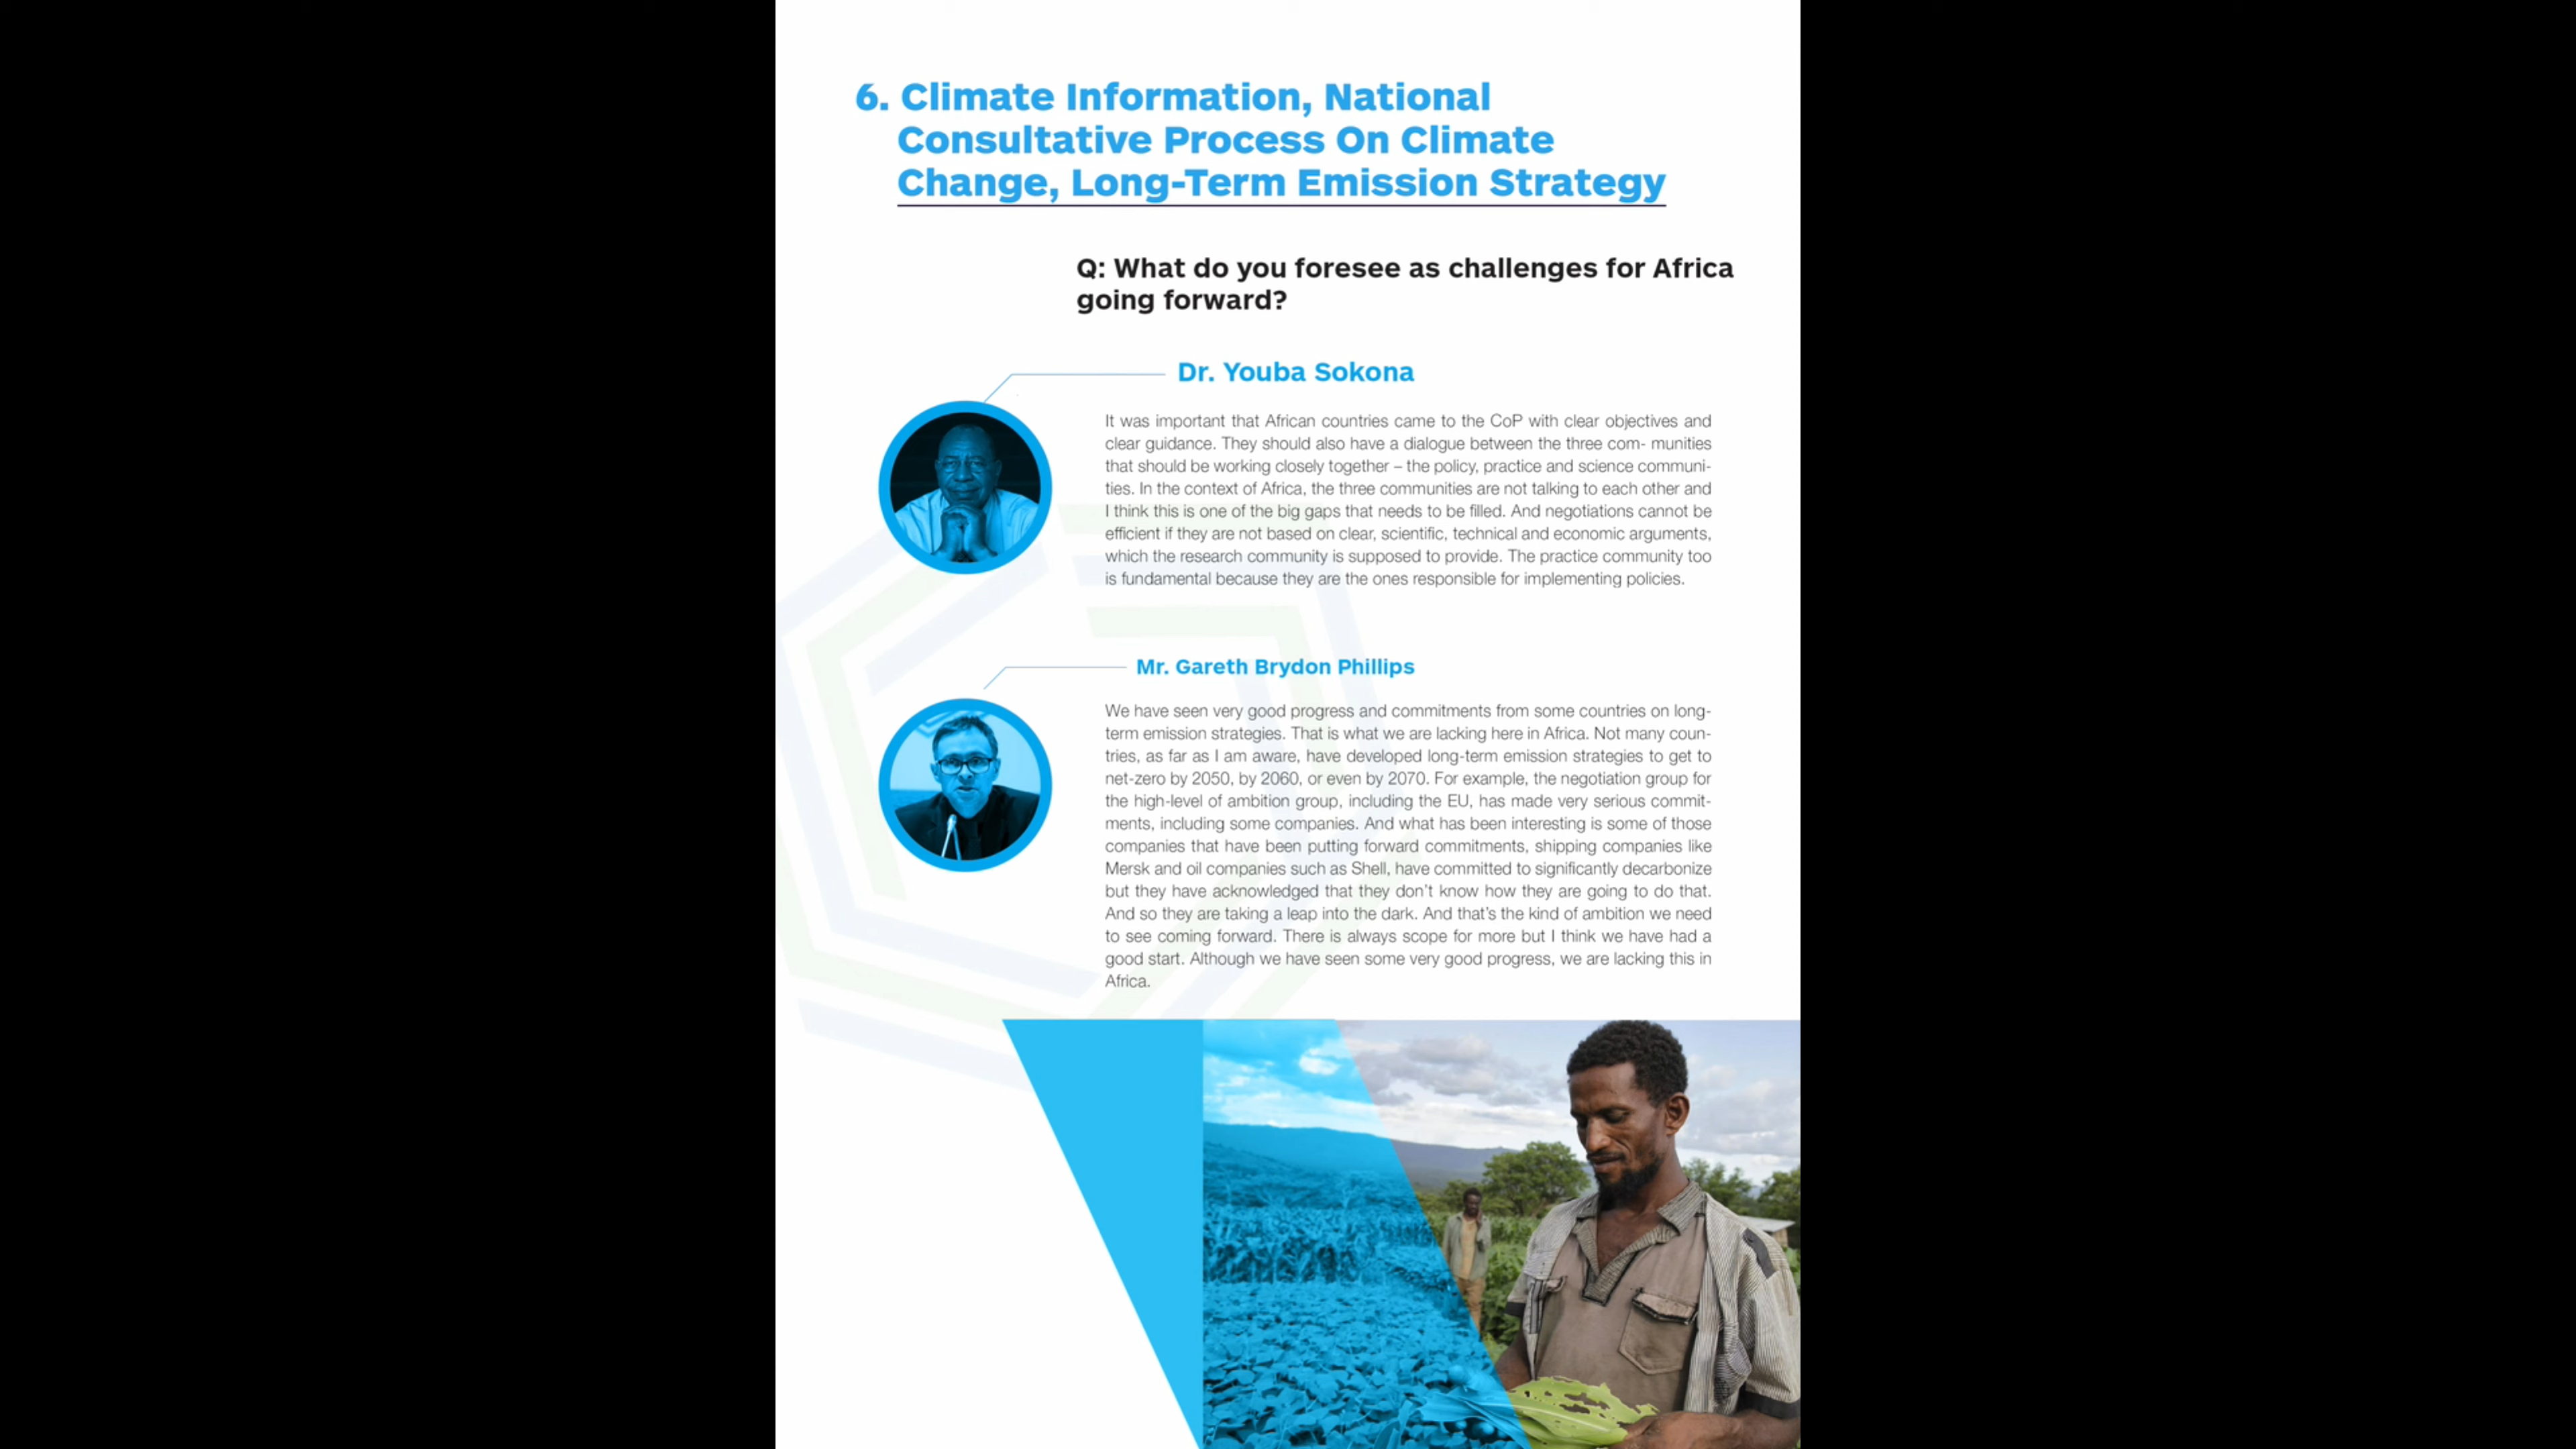 6. Climate Information, National
Consultative Process On Climate
Change, Long-Term Emission Strategy
Q: What do you foresee as challenges for Africa
going forward?
Dr. Youba Sokona
It was important that African countries came to the CoP with clear objectives and
clear guidance. They should also have a dialogue between the three com- munities
that should be working closely together – the policy, practice and science communi-
ties. In the context of Africa, the three communities are not talking to each other and
I think this is one of the big gaps that needs to be filled. And negotiations cannot be
efficient if they are not based on clear, scientific, technical and economic arguments,
which the research community is supposed to provide. The practice community too
is fundamental because they are the ones responsible for implementing policies.
Mr. Gareth Brydon Phillips
We have seen very good progress and commitments from some countries on long-
term emission strategies. That is what we are lacking here in Africa. Not many coun-
tries, as far as I am aware, have developed long-term emission strategies to get to
net-zero by 2050, by 2060, or even by 2070. For example, the negotiation group for
the high-level of ambition group, including the EU, has made very serious commit-
ments, including some companies. And what has been interesting is some of those
companies that have been putting forward commitments, shipping companies like
Mersk and oil companies such as Shell, have committed to significantly decarbonize
but they have acknowledged that they don't know how they are going to do that.
And so they are taking a leap into the dark. And that's the kind of ambition we need
to see coming forward. There is always scope for more but I think we have had a
good start. Although we have seen some very good progress, we are lacking this in
Africa.